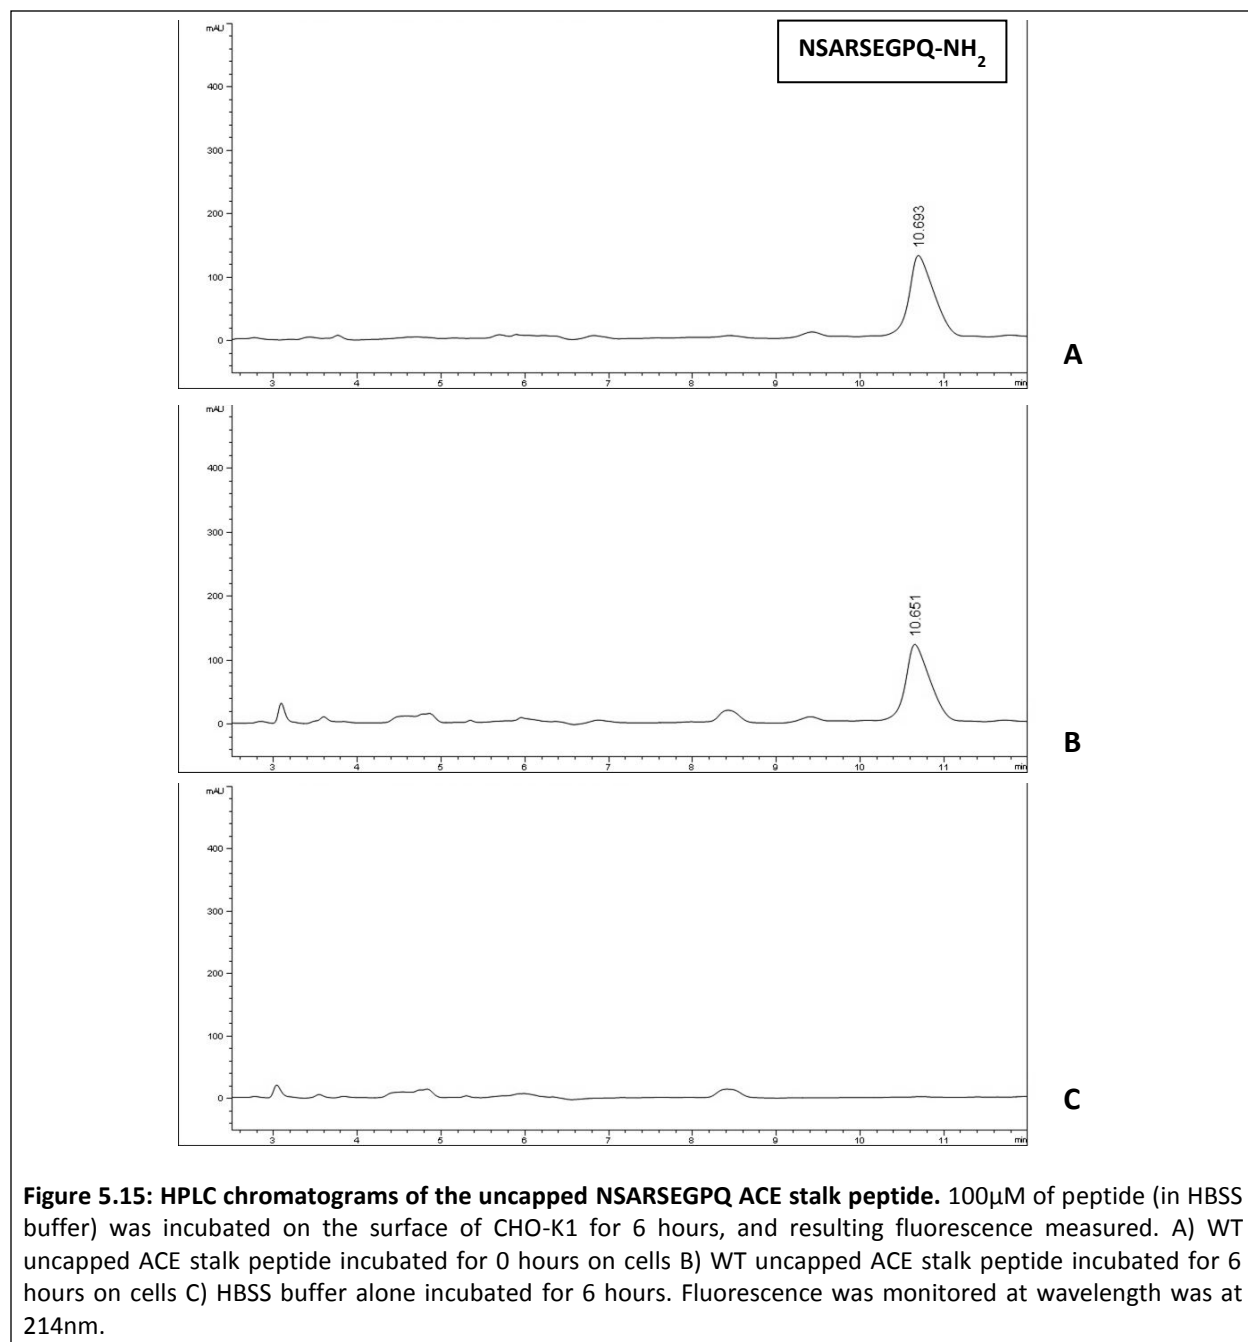 mAU
NSARSEGPQ-NH2
400
300
200
100
0
10.693
3 4 5 6 7 8 9 10 11 min
A
mAU
400
300
200
100
0
10.651
3 4 5 6 7 8 9 10 11 min
B
mAU
400
300
200
100
0
3 4 5 6 7 8 9 10 11 min
C
Figure 5.15: HPLC chromatograms of the uncapped NSARSEGPQ ACE stalk peptide. 100µM of peptide (in HBSS
buffer) was incubated on the surface of CHO-K1 for 6 hours, and resulting fluorescence measured. A) WT
uncapped ACE stalk peptide incubated for 0 hours on cells B) WT uncapped ACE stalk peptide incubated for 6
hours on cells C) HBSS buffer alone incubated for 6 hours. Fluorescence was monitored at wavelength was at
214nm.